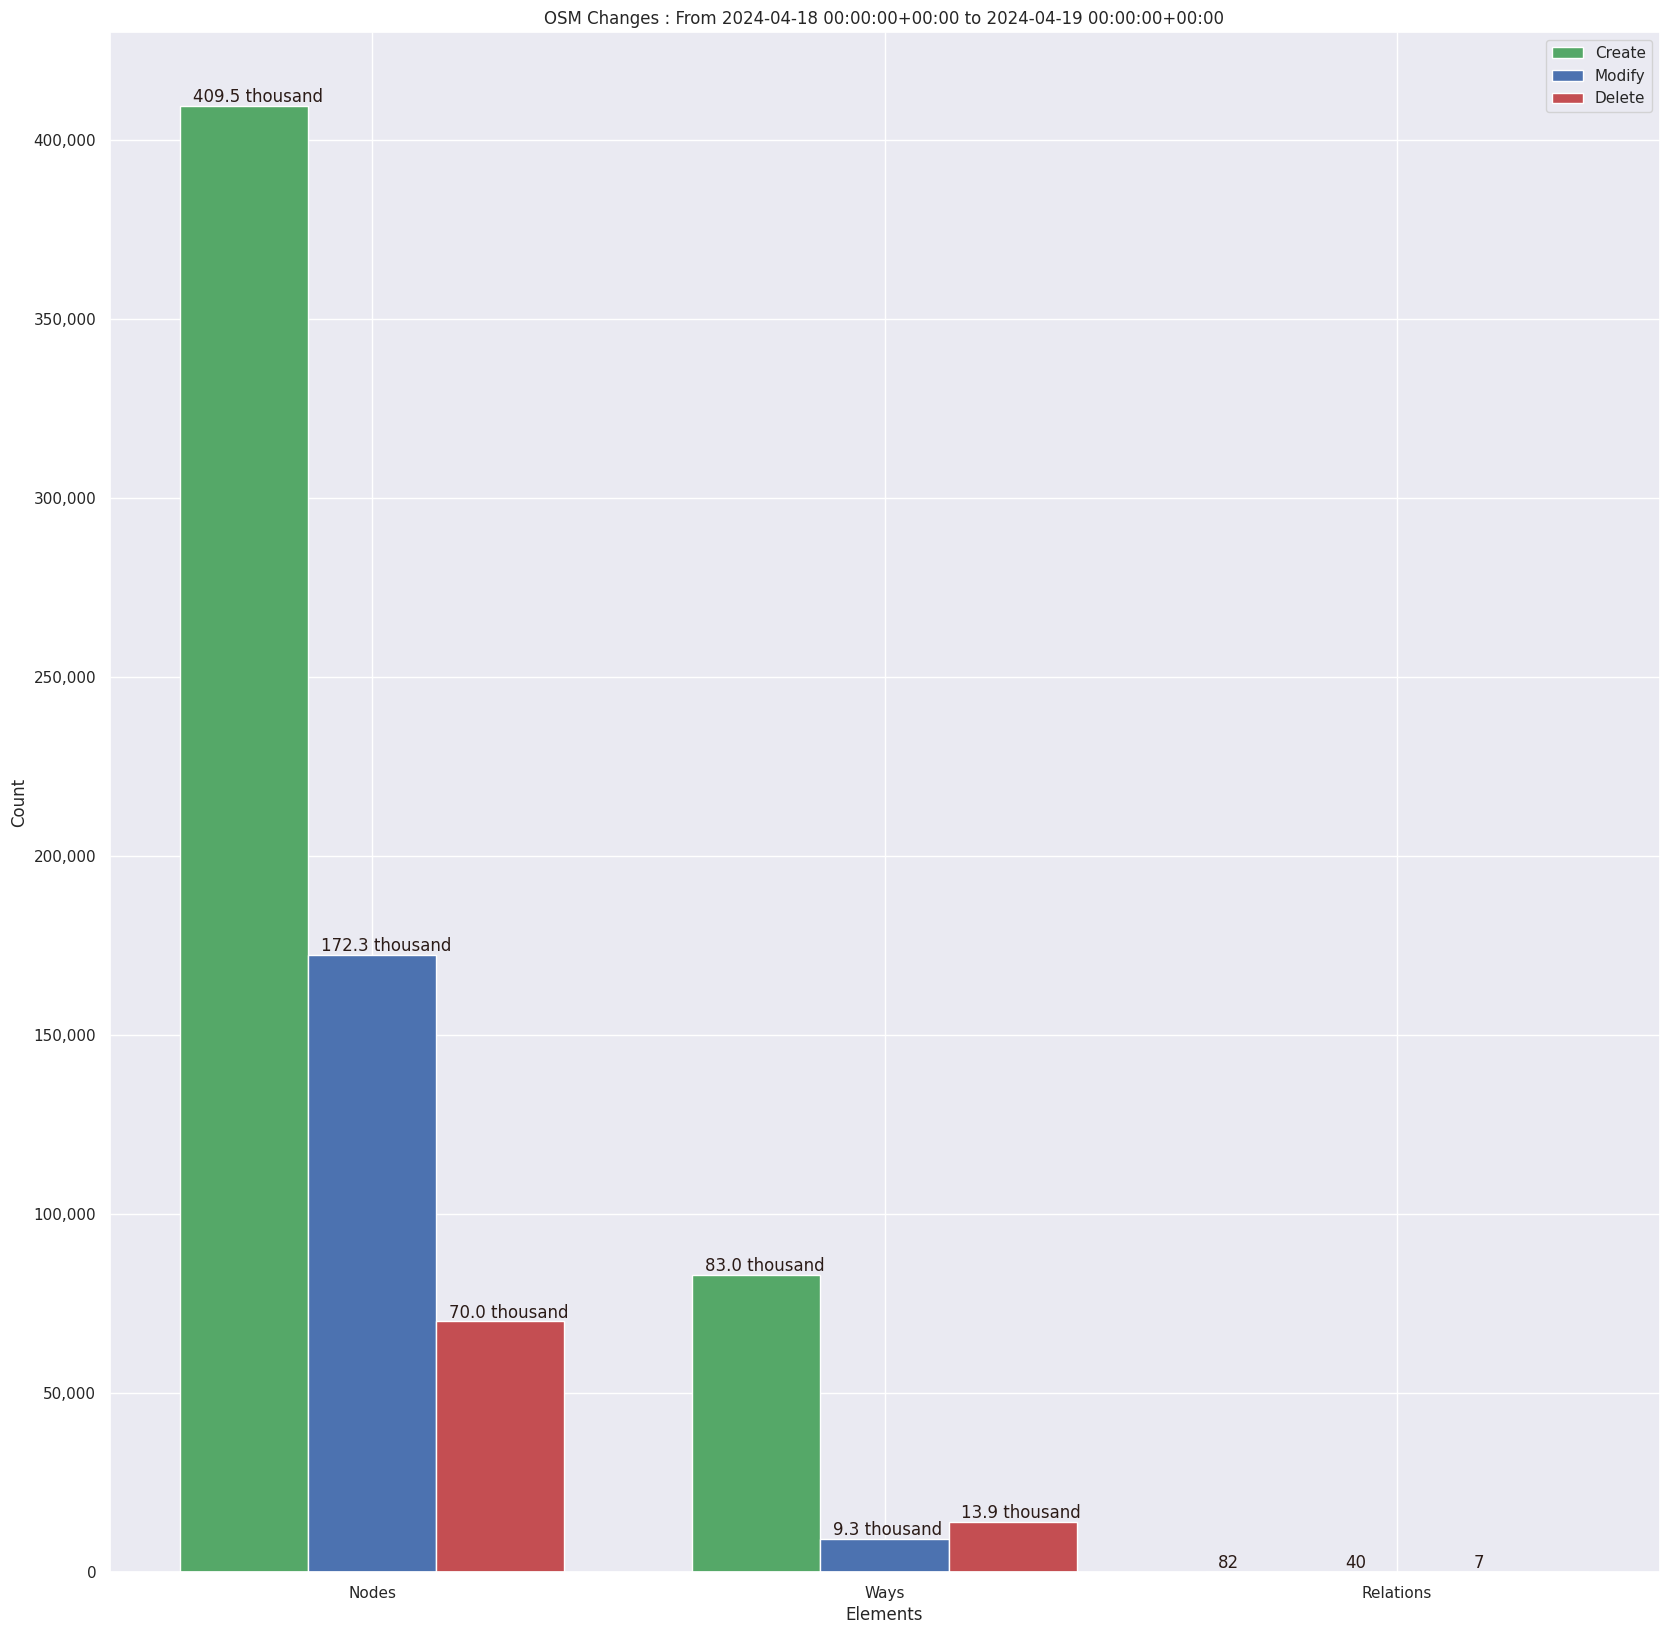 OSM Changes : From 2024-04-18 00:00:00+00:00 to 2024-04-19 00:00:00+00:00
Create
Modify
Delete
409.5 thousand
400,000
350,000
300,000
250,000
200,000
172.3 thousand
150,000
100,000
83.0 thousand
70.0 thousand
50,000
13.9 thousand
9.3 thousand
82
40
7
0
Count
Nodes
Ways
Relations
Elements